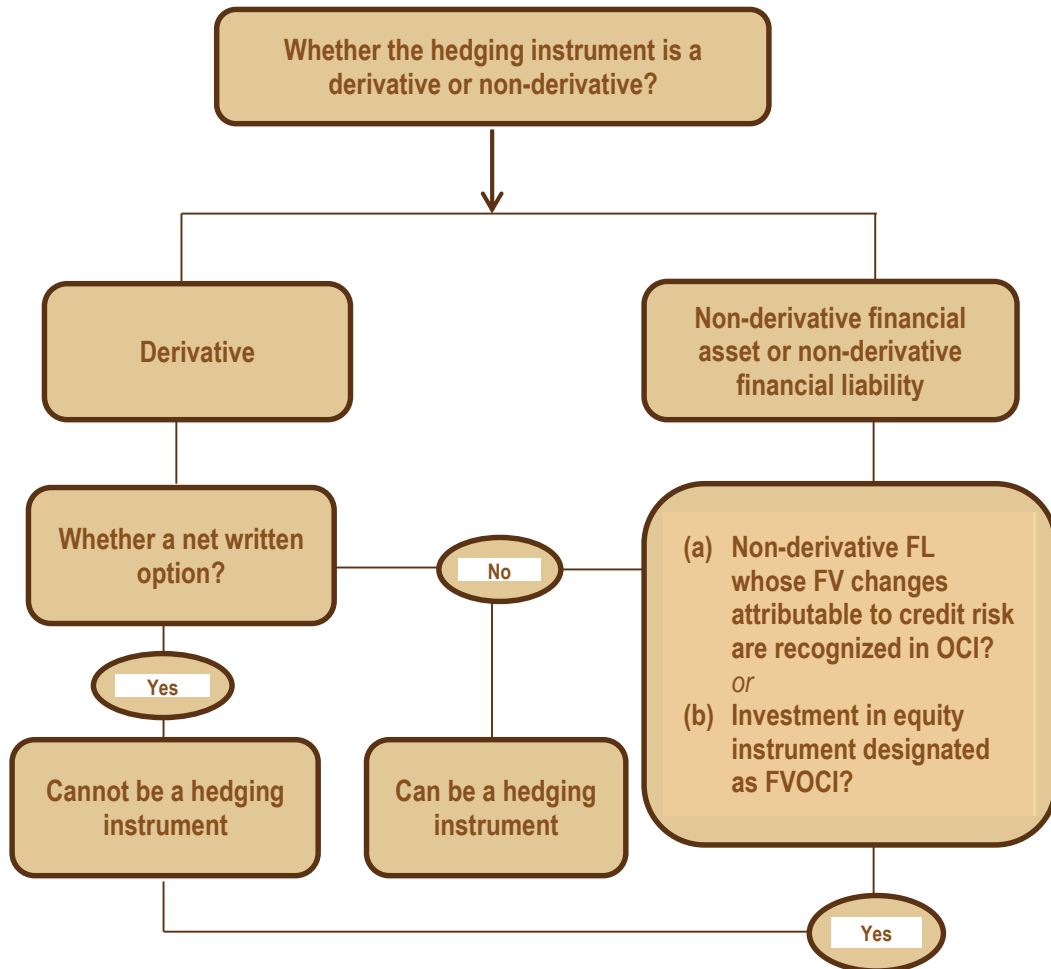 Whether the hedging instrument is a
derivative or non-derivative?
Derivative
Non-derivative financial
asset or non-derivative
financial liability
Whether a net written
option?
No
(a) Non-derivative FL
whose FV changes
attributable to credit risk
are recognized in OCI?
or
(b) Investment in equity
instrument designated
as FVOCI?
Yes
Cannot be a hedging
instrument
Can be a hedging
instrument
Yes